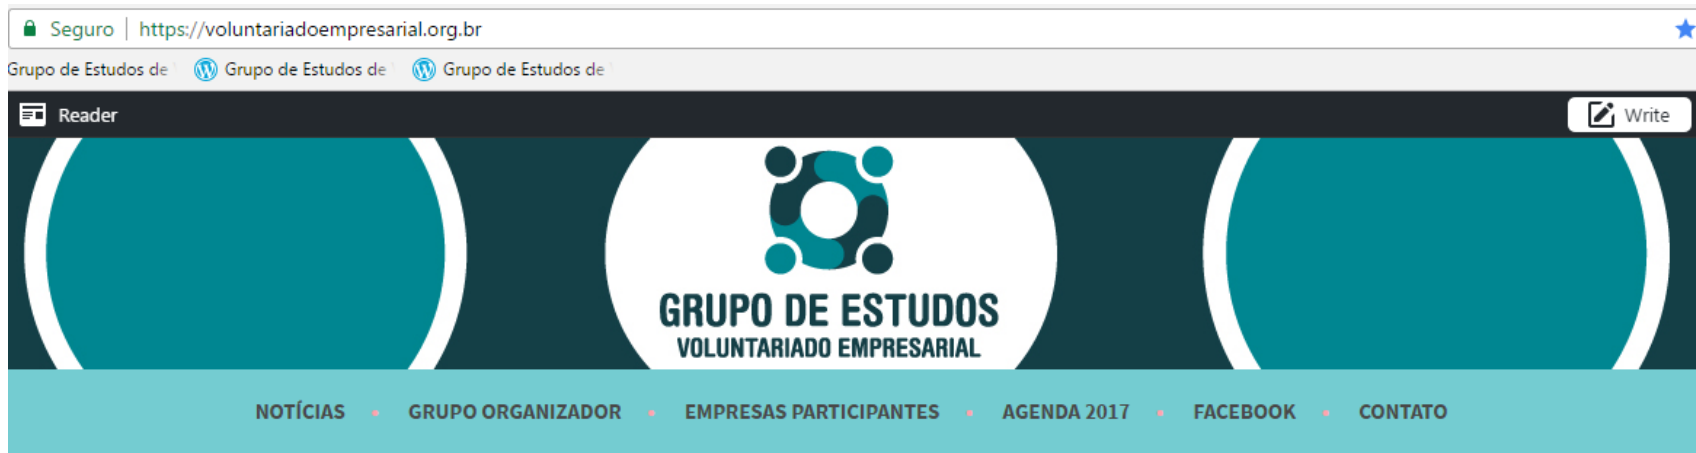 Seguro | https://voluntariadoempresarial.org.br
Grupo de Estudos de Grupo de Estudos de Grupo de Estudos de
Reader Write
GRUPO DE ESTUDOS
VOLUNTARIADO EMPRESARIAL
NOTÍCIAS • GRUPO ORGANIZADOR • EMPRESAS PARTICIPANTES • AGENDA 2017 • FACEBOOK • CONTATO